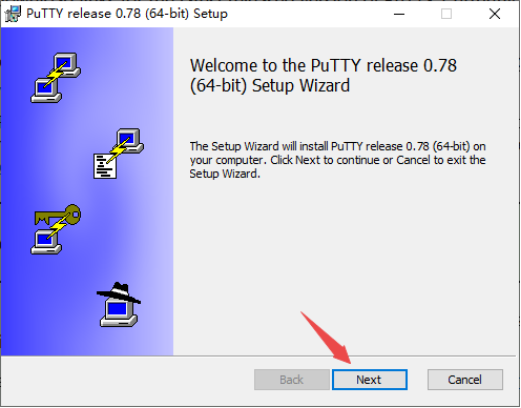 PuTTY release 0.78 (64-bit) Setup
Welcome to the PuTTY release 0.78
(64-bit) Setup Wizard
The Setup Wizard will install PuTTY release 0.78 (64-bit) on
your computer. Click Next to continue or Cancel to exit the
Setup Wizard.
Back
Next
Cancel